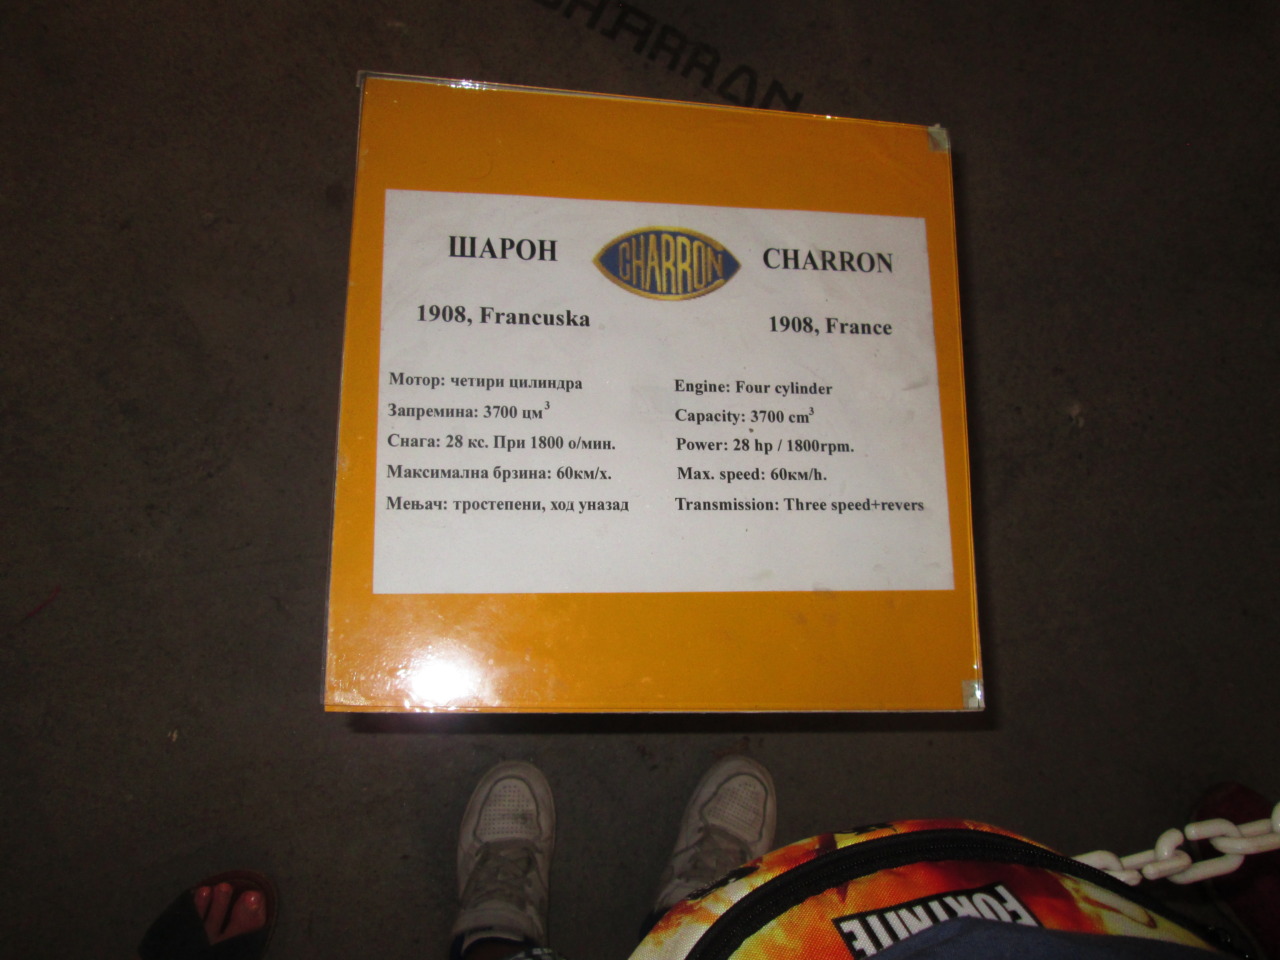 CHARRON
ШАРОН
CHARRON
CHARRON
1908, Francuska
1908, France
Мотор: четири цилиндра
Запремина: 3700 цм³
Снага: 28 кс. При 1800 о/мин.
Максимална брзина: 60км/х.
Мењач: тростепени, ход уназад
Engine: Four cylinder
Capacity: 3700 cm³
Power: 28 hp / 1800rpm.
Max. speed: 60км/h.
Transmission: Three speed+revers
FORTNITE